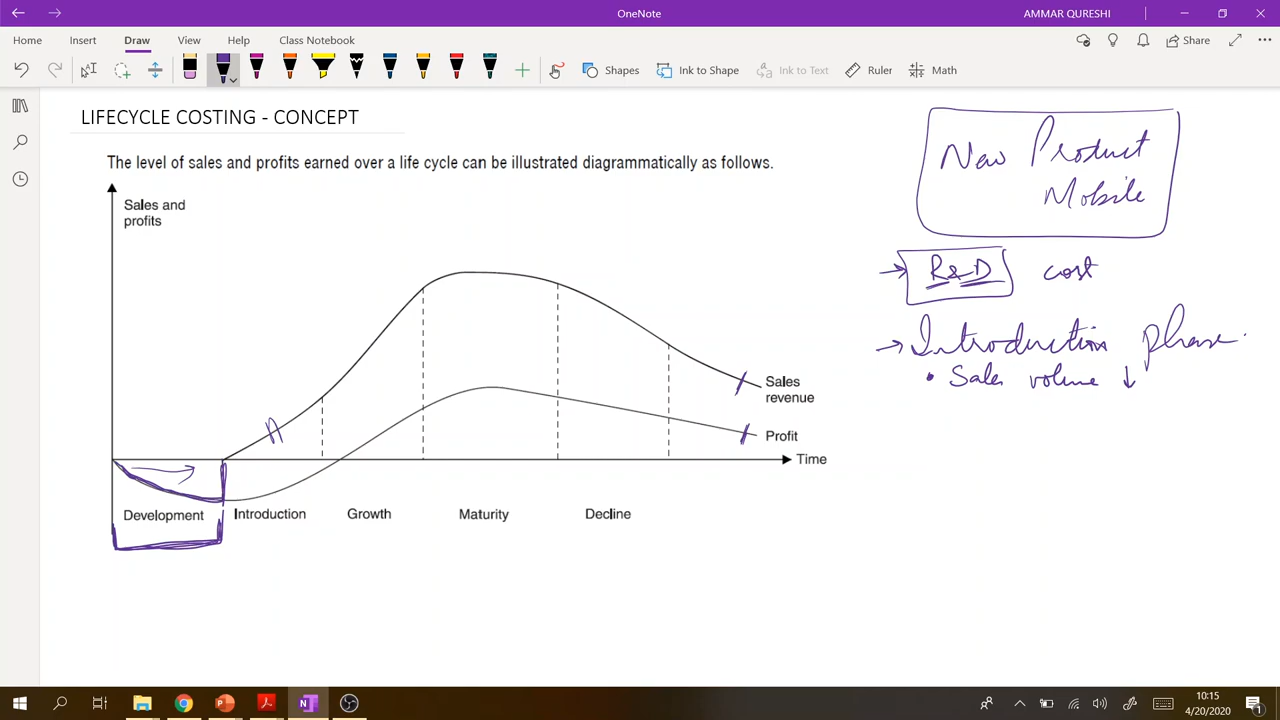 OneNote
AMMAR QURESHI
Home Insert Draw View Help Class Notebook
Share
Shapes Ink to Shape Ink to Text Ruler Math
LIFECYCLE COSTING - CONCEPT
The level of sales and profits earned over a life cycle can be illustrated diagrammatically as follows.
Sales and
profits
Sales
revenue
Profit
Time
Development Introduction Growth Maturity Decline
New Product
Mobile
→ R&D cost
→ Introduction phase
• Sales volume ↓
10:15
4/20/2020
1